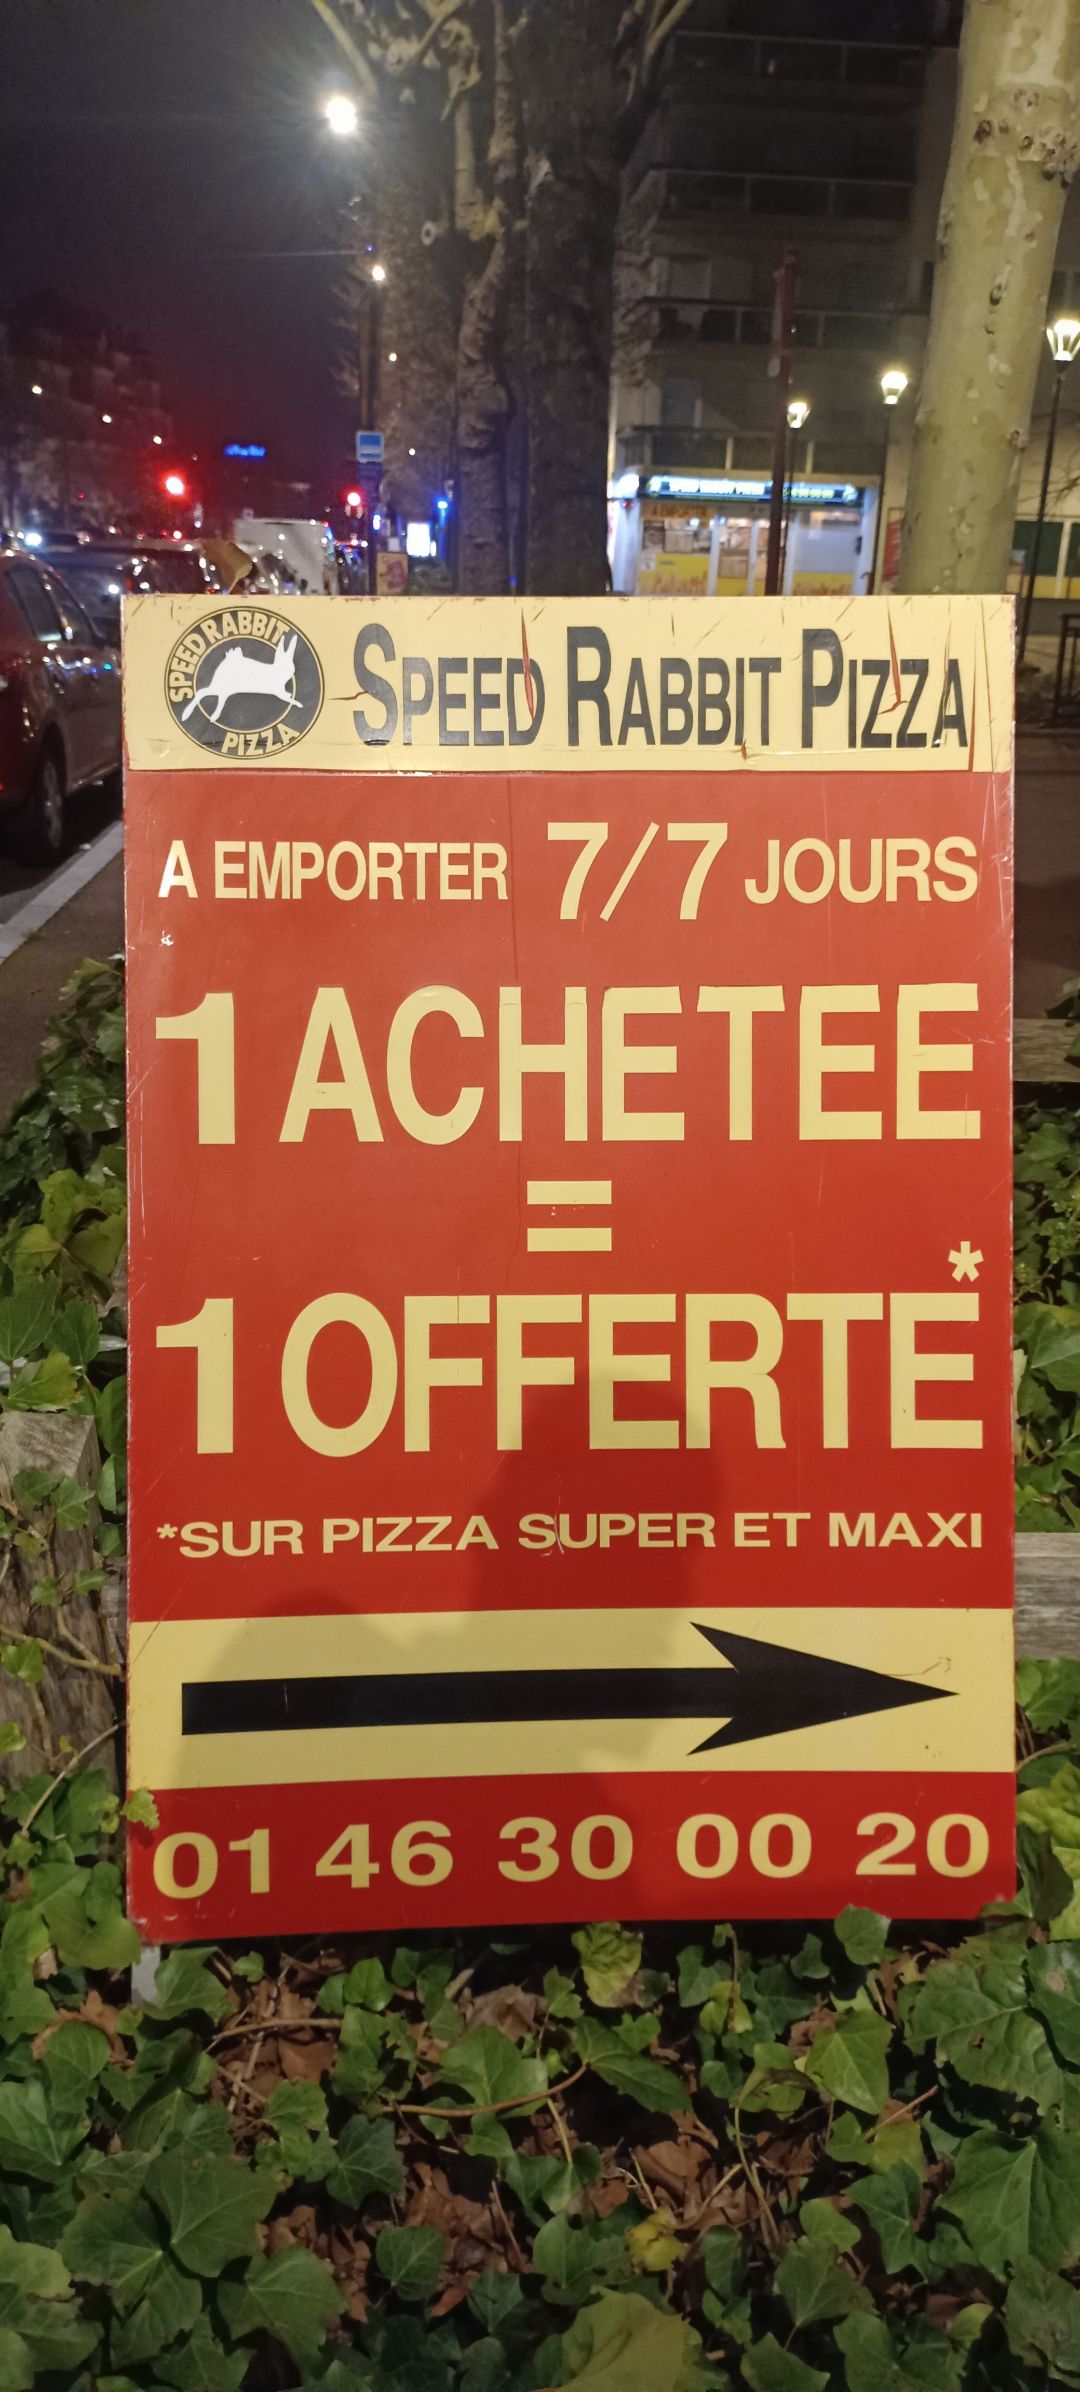 A EMPORTER
SPEED RABBIT
PIZZA
SPEED RABBIT PIZZA
A EMPORTER 7/7 JOURS
1 ACHETEE
=
1 OFFERTE*
*SUR PIZZA SUPER ET MAXI
01 46 30 00 20